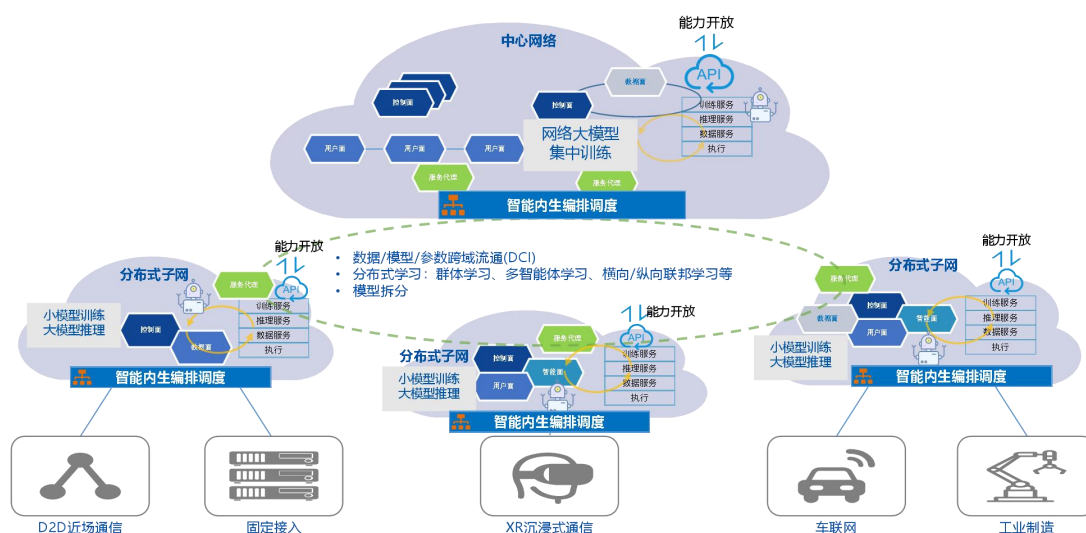 能力开放
中心网络
API
数据面
控制面
控制面
训练服务
推理服务
数据服务
执行
网络大模型
集中训练
用户面
用户面
用户面
服务代理
服务代理
智能内生编排调度
• 数据/模型/参数跨域流通(DCI)
• 分布式学习：群体学习、多智能体学习、横向/纵向联邦学习等
• 模型拆分
能力开放
分布式子网
服务代理
API
小模型训练
大模型推理
控制面
数据面
训练服务
推理服务
数据服务
执行
智能内生编排调度
能力开放
服务代理
API
分布式子网
控制面
智能面
用户面
小模型训练
大模型推理
训练服务
推理服务
数据服务
执行
智能内生编排调度
能力开放
分布式子网
服务代理
API
控制面
数据面
智能面
用户面
小模型训练
大模型推理
训练服务
推理服务
数据服务
执行
智能内生编排调度
D2D近场通信
固定接入
XR沉浸式通信
车联网
工业制造